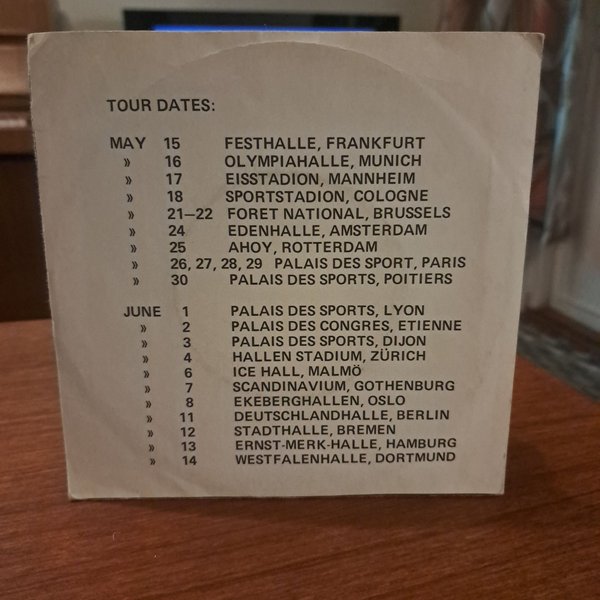 TOUR DATES:
MAY 15 FESTHALLE, FRANKFURT
» 16 OLYMPIAHALLE, MUNICH
» 17 EISSTADION, MANNHEIM
» 18 SPORTSTADION, COLOGNE
» 21—22 FORET NATIONAL, BRUSSELS
» 24 EDENHALLE, AMSTERDAM
» 25 AHOY, ROTTERDAM
» 26, 27, 28, 29 PALAIS DES SPORT, PARIS
» 30 PALAIS DES SPORTS, POITIERS
JUNE 1 PALAIS DES SPORTS, LYON
» 2 PALAIS DES CONGRES, ETIENNE
» 3 PALAIS DES SPORTS, DIJON
» 4 HALLEN STADIUM, ZÜRICH
» 6 ICE HALL, MALMÖ
» 7 SCANDINAVIUM, GOTHENBURG
» 8 EKEBERGHALLEN, OSLO
» 11 DEUTSCHLANDHALLE, BERLIN
» 12 STADTHALLE, BREMEN
» 13 ERNST-MERK-HALLE, HAMBURG
» 14 WESTFALENHALLE, DORTMUND